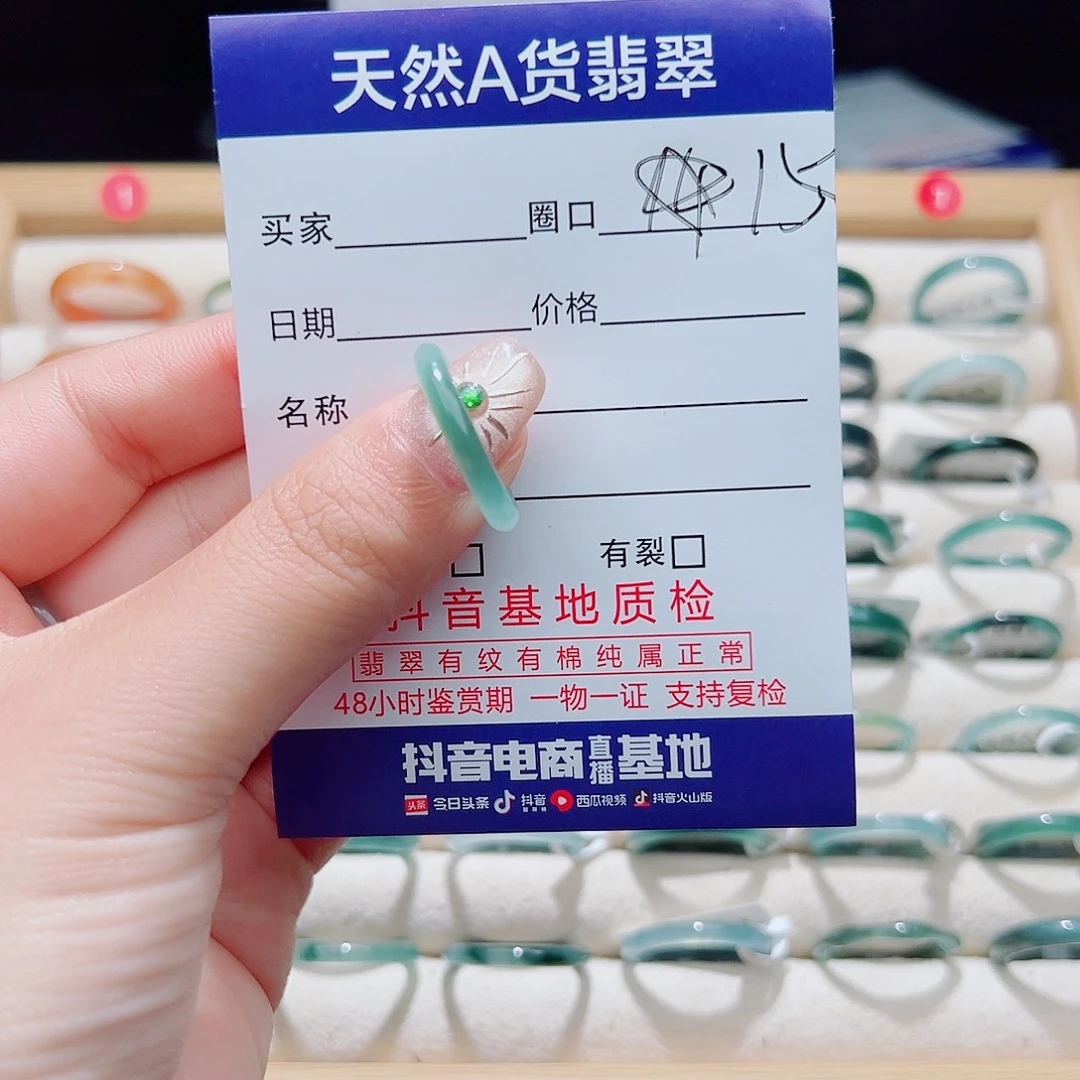 天然A货翡翠
买家 圈口 15
日期 价格
名称
有裂
抖音基地质检
翡翠有纹有棉纯属正常
48小时鉴赏期 一物一证 支持复检
抖音电商直播基地
头条 今日头条 抖音 西瓜视频 抖音火山版